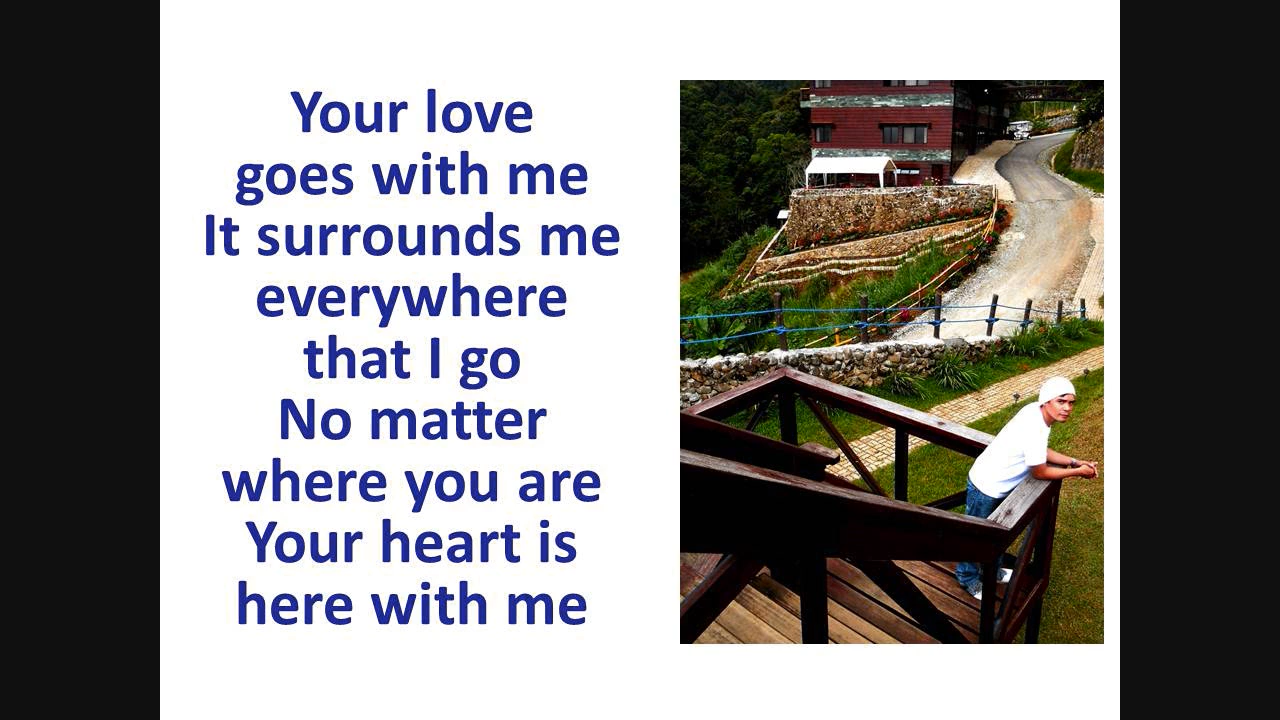 Your love
goes with me
It surrounds me
everywhere
that I go
No matter
where you are
Your heart is
here with me